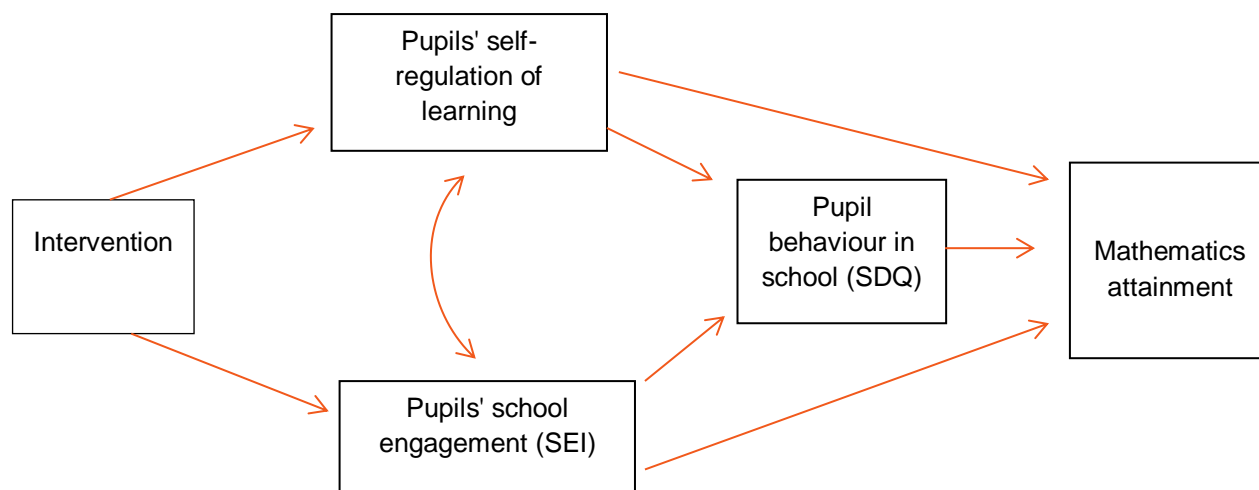 Pupils' self-
regulation of
learning
Intervention
Pupil
behaviour in
school (SDQ)
Mathematics
attainment
Pupils' school
engagement (SEI)